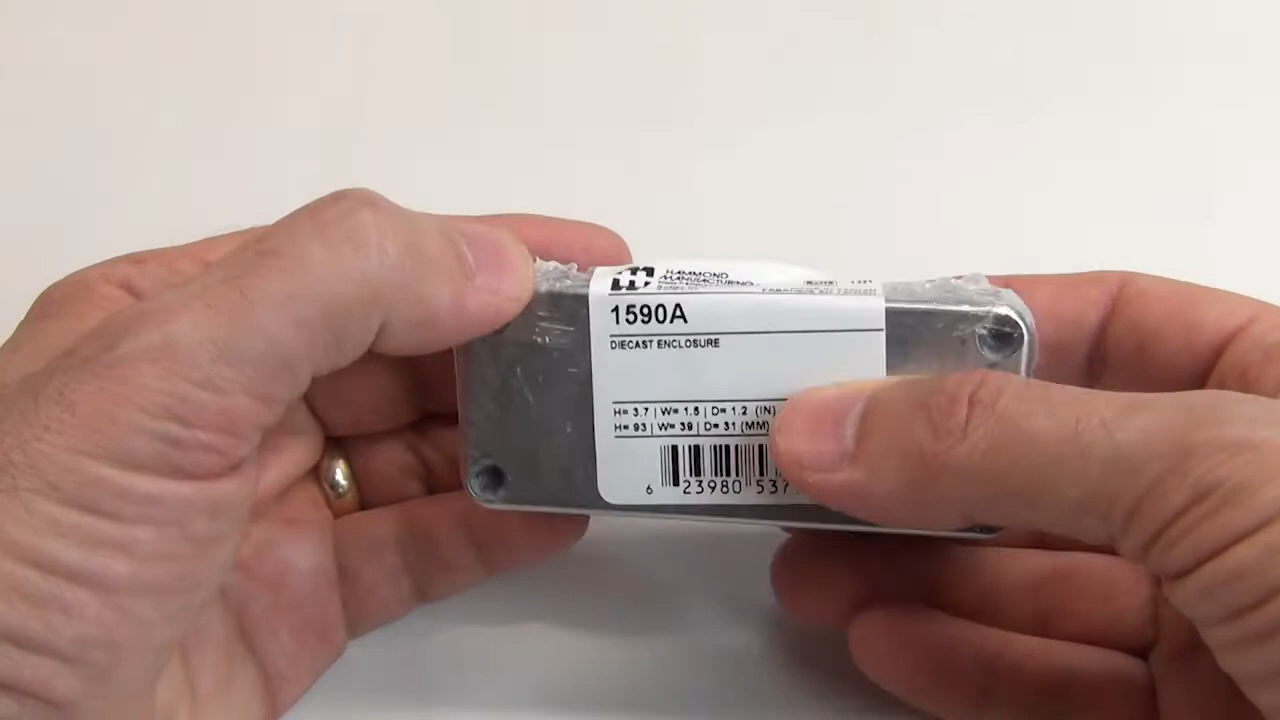 HAMMOND
MANUFACTURING
1590A
DIECAST ENCLOSURE
H= 3.7 | W= 1.5 | D= 1.2 (IN)
H= 93 | W= 39 | D= 31 (MM)
6 23980 537